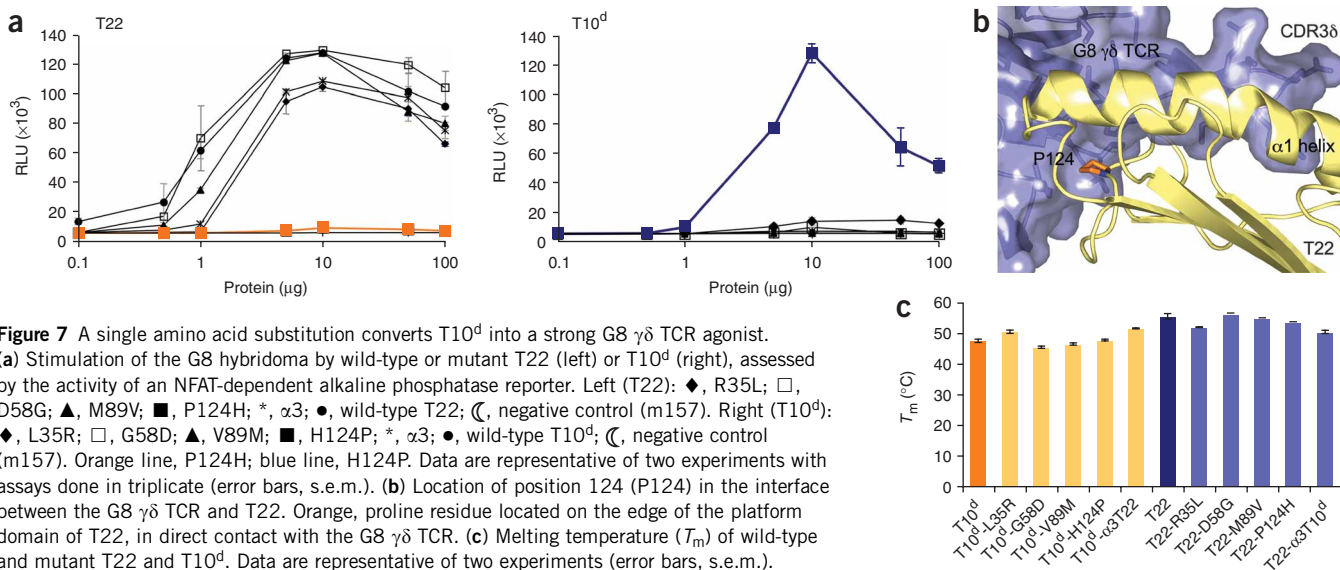 a
T22
140
120
100
80
60
40
20
0
RLU (×10³)
0.1 1 10 100
Protein (µg)
T10ᵈ
140
120
100
80
60
40
20
0
RLU (×10³)
0.1 1 10 100
Protein (µg)
b
G8 γδ TCR
CDR3δ
P124
α1 helix
T22
Figure 7 A single amino acid substitution converts T10ᵈ into a strong G8 γδ TCR agonist.
(a) Stimulation of the G8 hybridoma by wild-type or mutant T22 (left) or T10ᵈ (right), assessed
by the activity of an NFAT-dependent alkaline phosphatase reporter. Left (T22): ◆, R35L; □,
D58G; ▲, M89V; ■, P124H; *, α3; ●, wild-type T22; ☾, negative control (m157). Right (T10ᵈ):
◆, L35R; □, G58D; ▲, V89M; ■, H124P; *, α3; ●, wild-type T10ᵈ; ☾, negative control
(m157). Orange line, P124H; blue line, H124P. Data are representative of two experiments with
assays done in triplicate (error bars, s.e.m.). (b) Location of position 124 (P124) in the interface
between the G8 γδ TCR and T22. Orange, proline residue located on the edge of the platform
domain of T22, in direct contact with the G8 γδ TCR. (c) Melting temperature (Tm) of wild-type
and mutant T22 and T10ᵈ. Data are representative of two experiments (error bars, s.e.m.).
c
60
50
40
30
20
10
0
Tm (°C)
T10ᵈ
T10ᵈ-L35R
T10ᵈ-G58D
T10ᵈ-V89M
T10ᵈ-H124P
T10ᵈ-α3T22
T22
T22-R35L
T22-D58G
T22-M89V
T22-P124H
T22-α3T10ᵈ